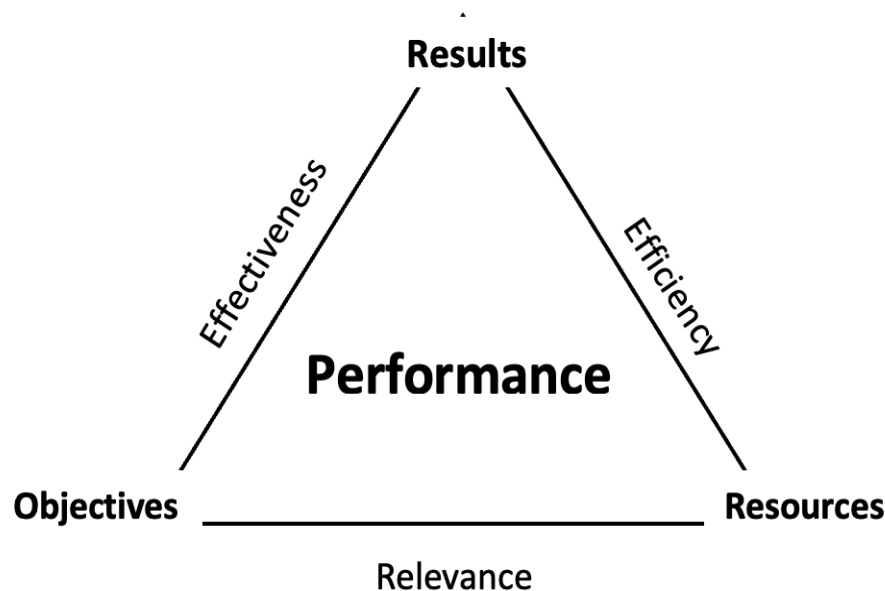 Results
Effectiveness
Efficiency
Performance
Objectives
Resources
Relevance